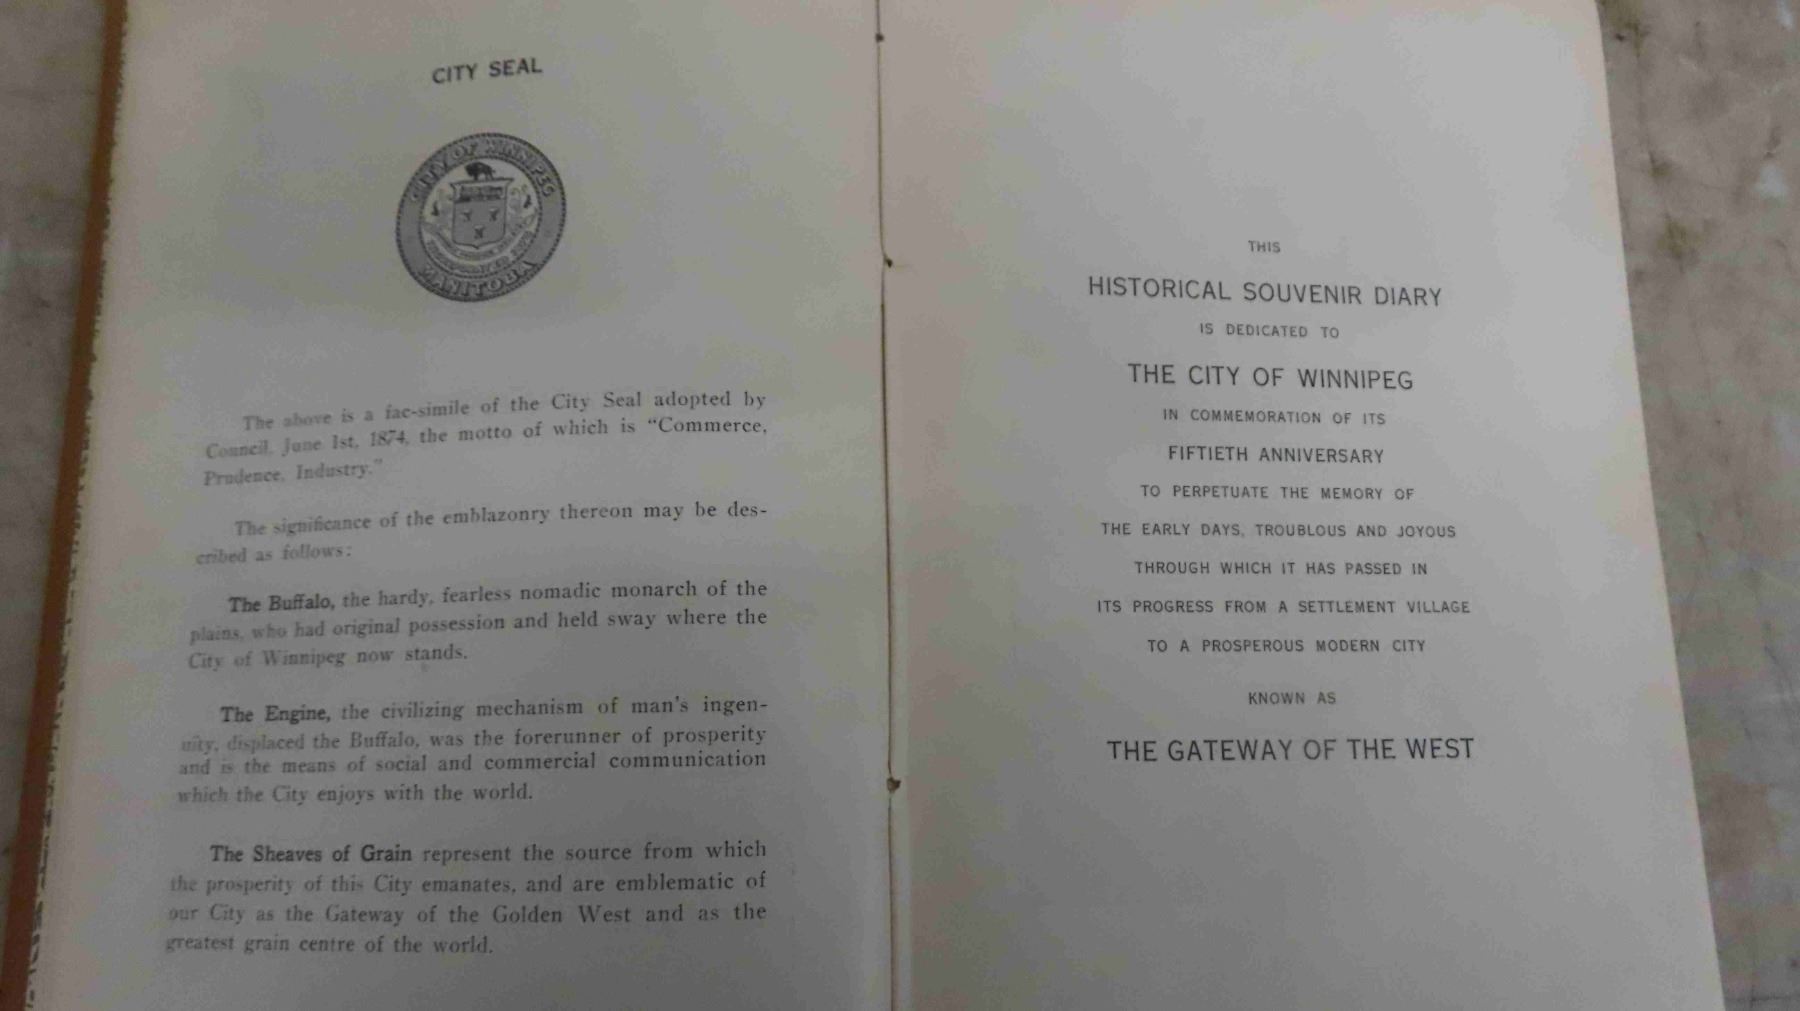 CITY SEAL
CITY OF WINNIPEG
MANITOBA
The above is a fac-simile of the City Seal adopted by
Council, June 1st, 1874, the motto of which is “Commerce,
Prudence, Industry.”
The significance of the emblazonry thereon may be des-
cribed as follows:
The Buffalo, the hardy, fearless nomadic monarch of the
plains, who had original possession and held sway where the
City of Winnipeg now stands.
The Engine, the civilizing mechanism of man's ingen-
uity, displaced the Buffalo, was the forerunner of prosperity
and is the means of social and commercial communication
which the City enjoys with the world.
The Sheaves of Grain represent the source from which
the prosperity of this City emanates, and are emblematic of
our City as the Gateway of the Golden West and as the
greatest grain centre of the world.
THIS
HISTORICAL SOUVENIR DIARY
IS DEDICATED TO
THE CITY OF WINNIPEG
IN COMMEMORATION OF ITS
FIFTIETH ANNIVERSARY
TO PERPETUATE THE MEMORY OF
THE EARLY DAYS, TROUBLOUS AND JOYOUS
THROUGH WHICH IT HAS PASSED IN
ITS PROGRESS FROM A SETTLEMENT VILLAGE
TO A PROSPEROUS MODERN CITY
KNOWN AS
THE GATEWAY OF THE WEST